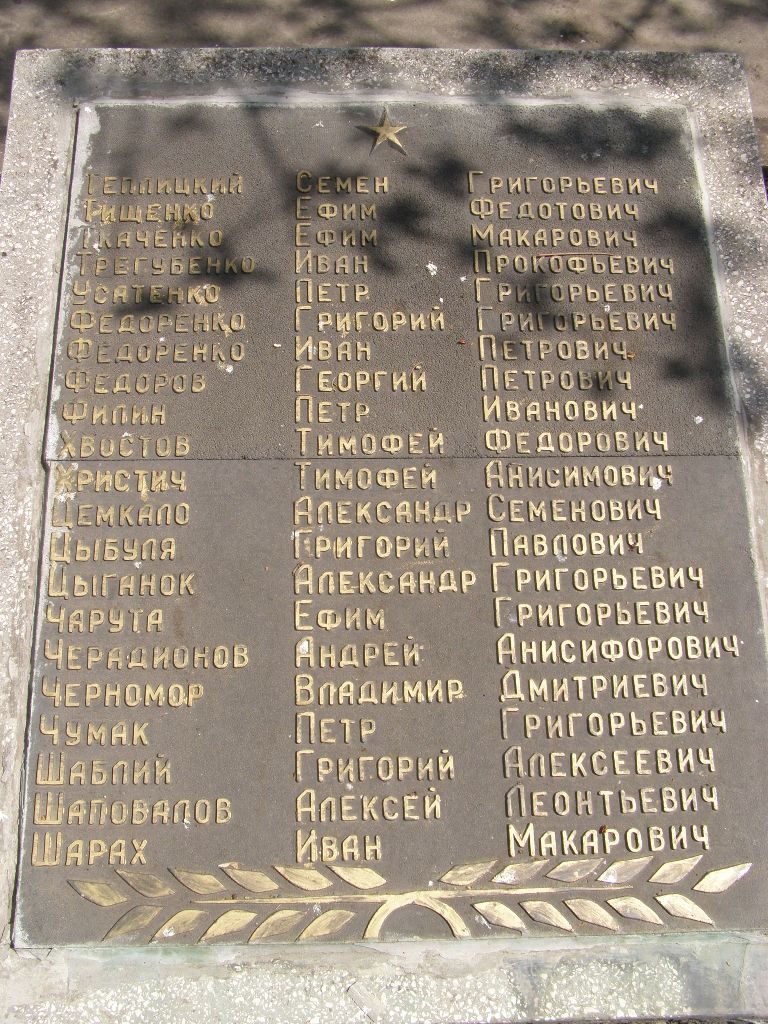 Теплицкий Семен Григорьевич
Тищенко Ефим Федотович
Ткаченко Ефим Макарович
Трегубенко Иван Прокофьевич
Усатенко Петр Григорьевич
Федоренко Григорий Григорьевич
Федоренко Иван Петрович
Федоров Георгий Петрович
Филин Петр Иванович
Хвостов Тимофей Федорович
Христич Тимофей Анисимович
Цемкало Александр Семенович
Цыбуля Григорий Павлович
Цыганок Александр Григорьевич
Чарута Ефим Григорьевич
Черадионов Андрей Анисифорович
Черномор Владимир Дмитриевич
Чумак Петр Григорьевич
Шаблий Григорий Алексеевич
Шаповалов Алексей Леонтьевич
Шарах Иван Макарович